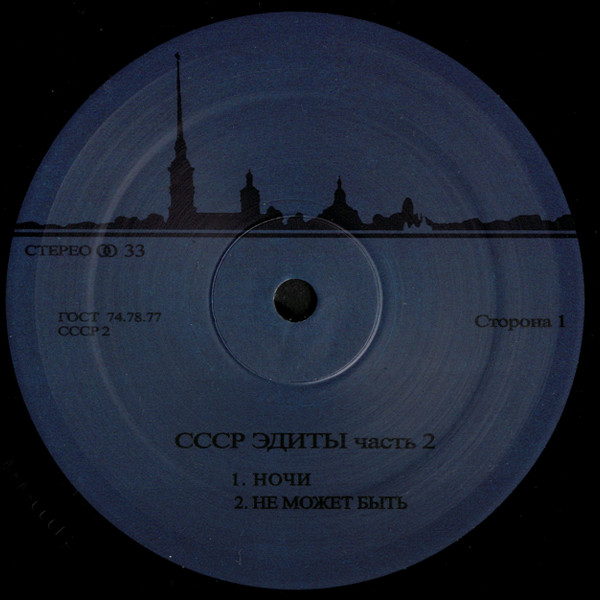 СТЕРЕО 33
ГОСТ 74.78.77
СССР 2
Сторона 1
СССР ЭДИТЫ часть 2
1. НОЧИ
2. НЕ МОЖЕТ БЫТЬ